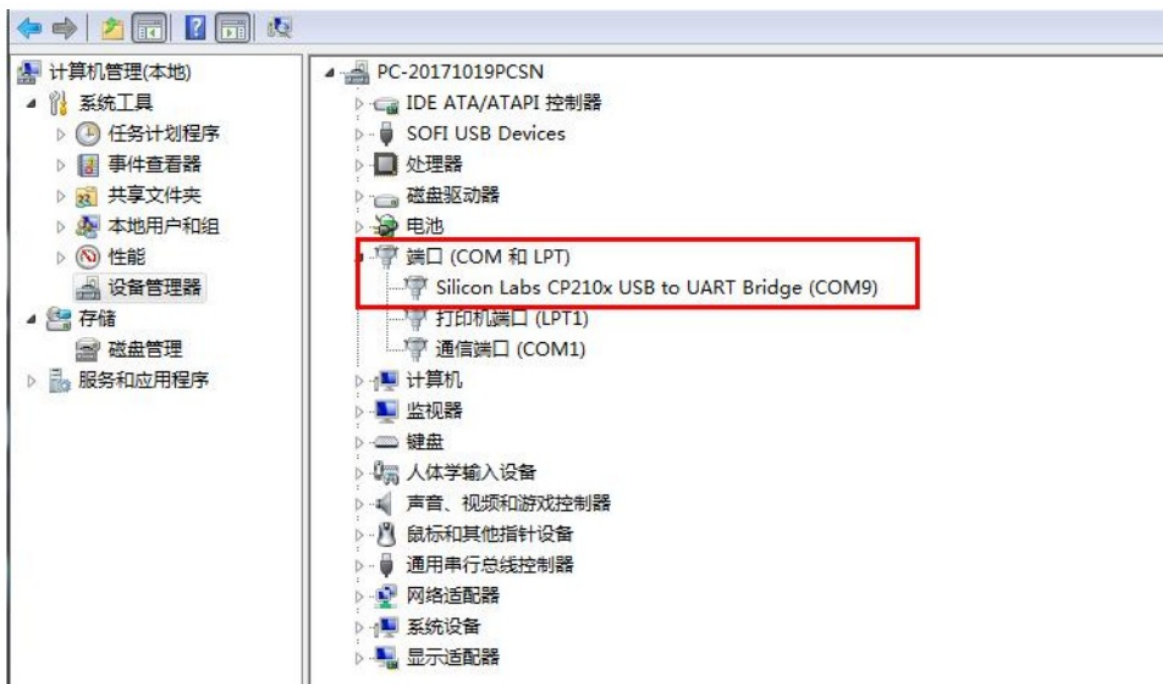 计算机管理(本地)
系统工具
任务计划程序
事件查看器
共享文件夹
本地用户和组
性能
设备管理器
存储
磁盘管理
服务和应用程序
PC-20171019PCSN
IDE ATA/ATAPI 控制器
SOFI USB Devices
处理器
磁盘驱动器
电池
端口 (COM 和 LPT)
Silicon Labs CP210x USB to UART Bridge (COM9)
打印机端口 (LPT1)
通信端口 (COM1)
计算机
监视器
键盘
人体学输入设备
声音、视频和游戏控制器
鼠标和其他指针设备
通用串行总线控制器
网络适配器
系统设备
显示适配器